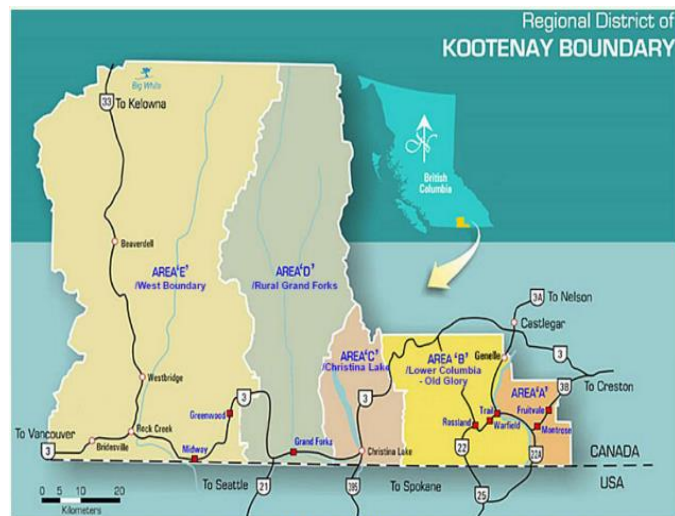 Regional District of
KOOTENAY BOUNDARY
Big White
33
To Kelowna
British
Columbia
Beaverdell
AREA‘E’
/West Boundary
AREA‘D’
/Rural Grand Forks
3A
To Nelson
Castlegar
AREA‘C’
/Christina Lake
AREA ‘B’
/Lower Columbia
- Old Glory
Genelle
3
To Creston
Westbridge
3
3
AREA‘A’
3B
Greenwood
Fruitvale
Trail
Rossland
Warfield
Montrose
To Vancouver
Rock Creek
3
Bridesville
Midway
Grand Forks
Christina Lake
22
22A
CANADA
USA
To Seattle
21
395
To Spokane
25
0
10
20
Kilometers